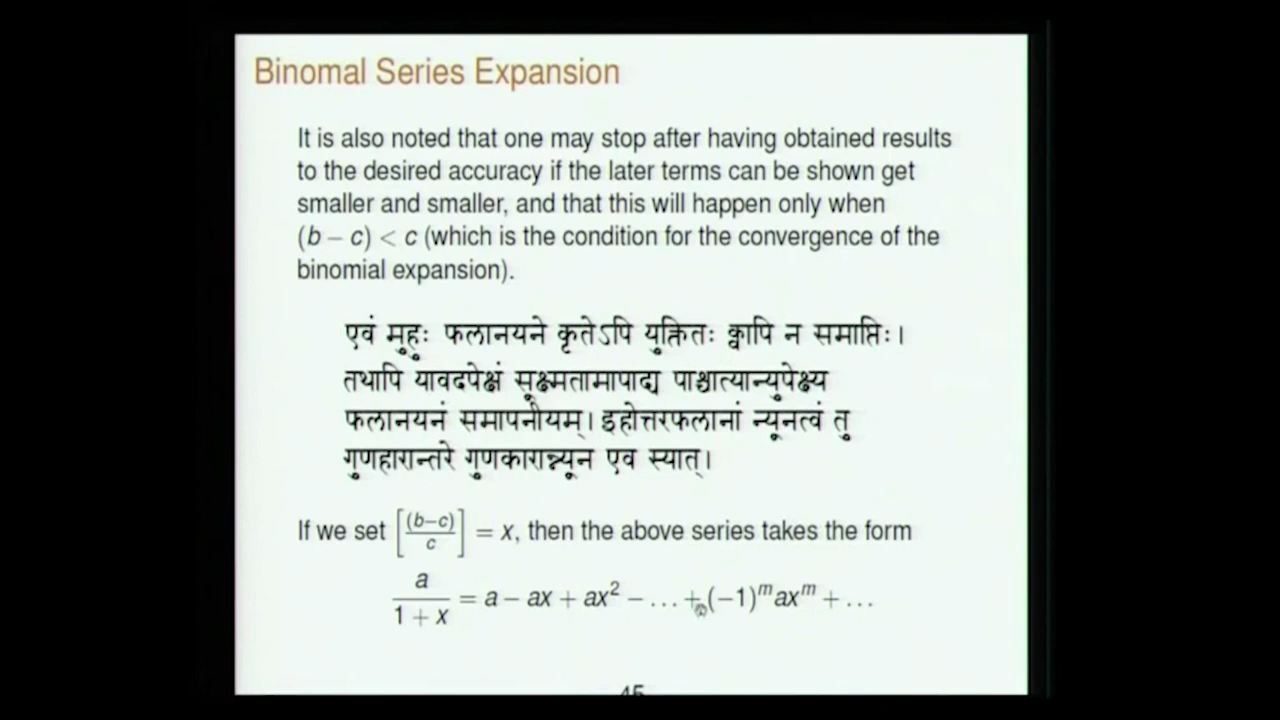 Binomal Series Expansion
It is also noted that one may stop after having obtained results
to the desired accuracy if the later terms can be shown get
smaller and smaller, and that this will happen only when
(b − c) < c (which is the condition for the convergence of the
binomial expansion).
एवं मुहुः फलानयने कृतेऽपि युक्तितः क्वापि न समाप्तिः।
तथापि यावदपेक्षं सूक्ष्मतामापाद्य पाश्चात्यान्युपेक्ष्य
फलानयनं समापनीयम्। इहोत्तरफलानां न्यूनत्वं तु
गुणहारान्तरे गुणकारान्न्यून एव स्यात्।
If we set [(b−c)/c] = x, then the above series takes the form
a/(1 + x) = a − ax + ax² − … + (−1)ᵐaxᵐ + …
45